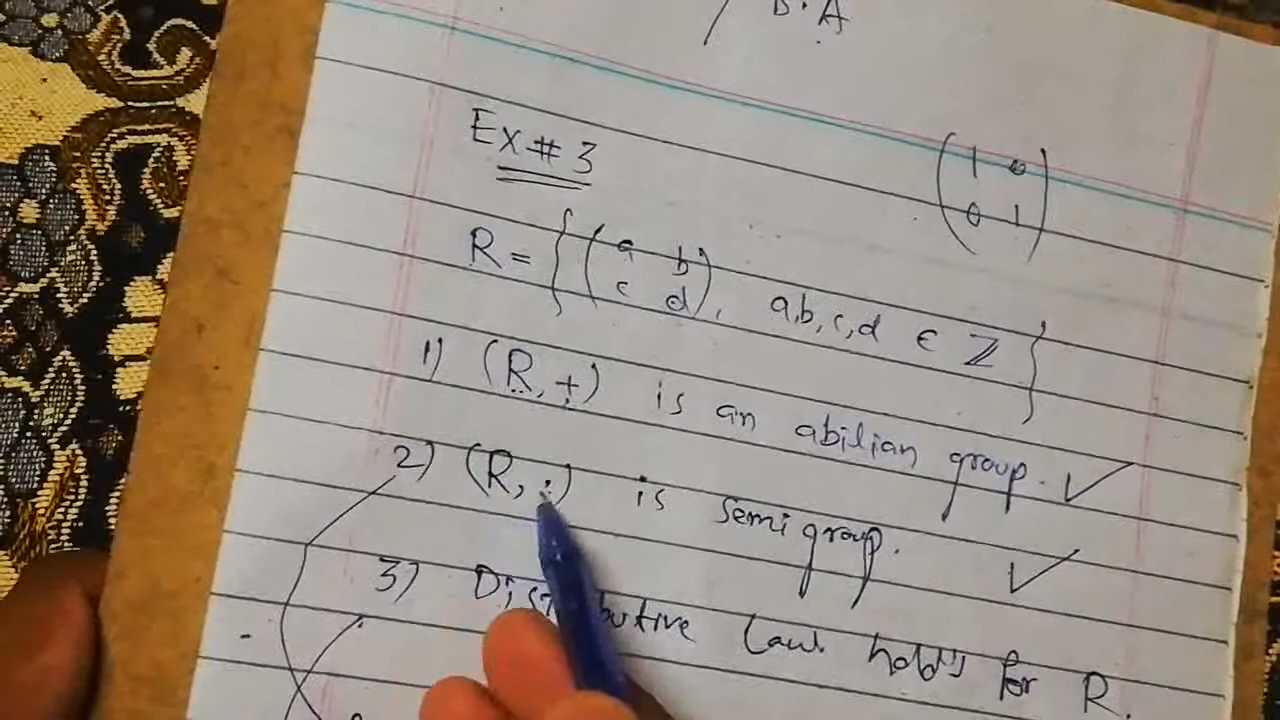 B.A
Ex # 3
(1 0
0 1)
R = { (a b
c d), a,b,c,d ∈ Z }
1) (R, +) is an abilian group. ✓
2) (R, .) is semi group. ✓
3) Distributive Law hold's for R.